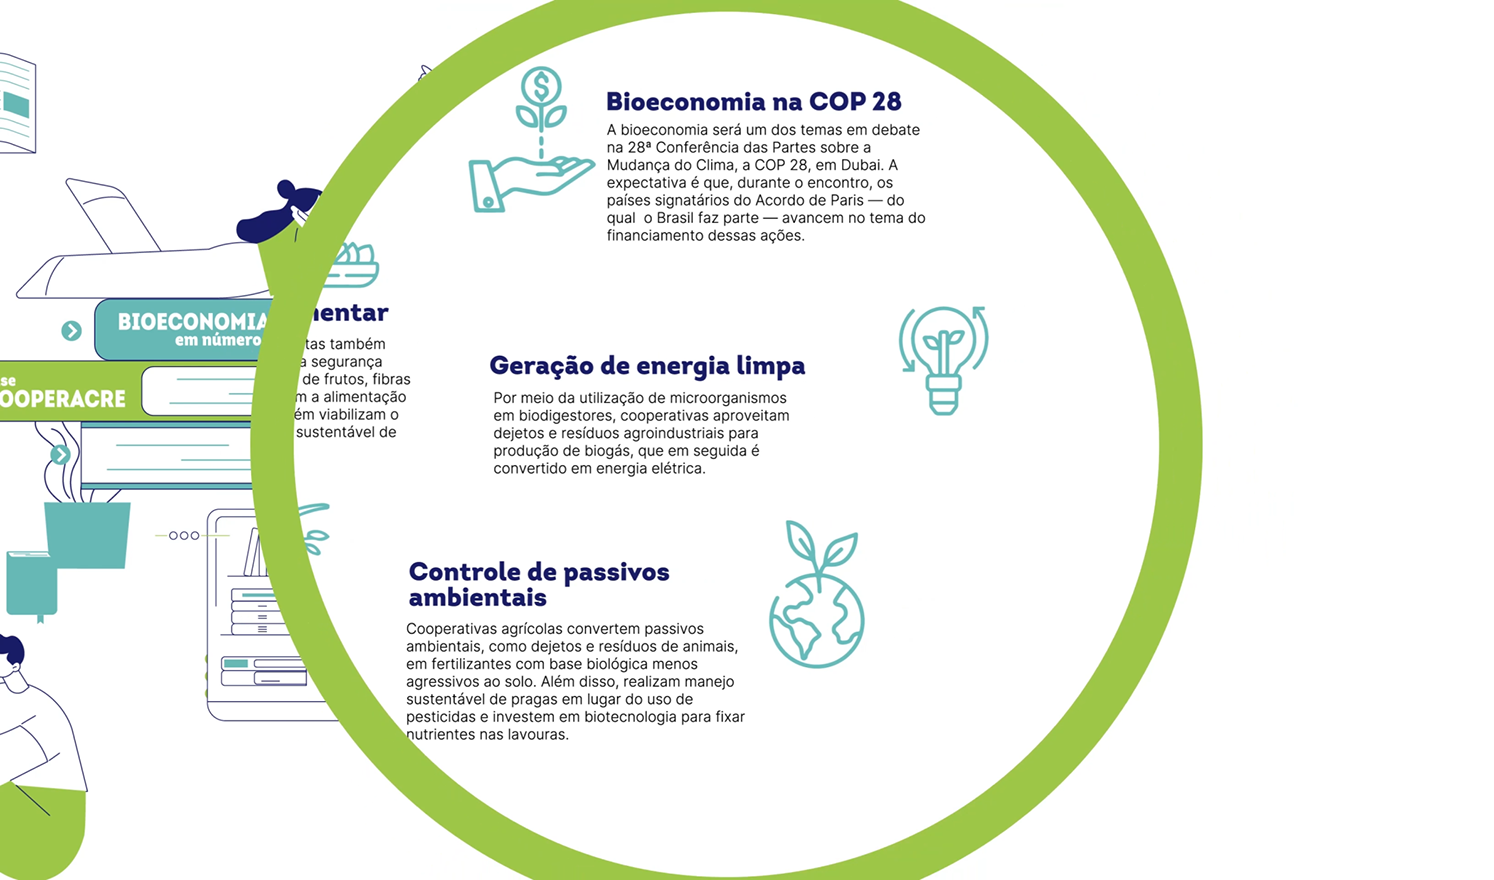 Bioeconomia na COP 28
A bioeconomia será um dos temas em debate
na 28ª Conferência das Partes sobre a
Mudança do Clima, a COP 28, em Dubai. A
expectativa é que, durante o encontro, os
países signatários do Acordo de Paris — do
qual o Brasil faz parte — avancem no tema do
financiamento dessas ações.
BIOECONOMIA
em número
se
OOPERACRE
mentar
tas também
a segurança
de frutos, fibras
m a alimentação
ém viabilizam o
sustentável de
Geração de energia limpa
Por meio da utilização de microorganismos
em biodigestores, cooperativas aproveitam
dejetos e resíduos agroindustriais para
produção de biogás, que em seguida é
convertido em energia elétrica.
Controle de passivos
ambientais
Cooperativas agrícolas convertem passivos
ambientais, como dejetos e resíduos de animais,
em fertilizantes com base biológica menos
agressivos ao solo. Além disso, realizam manejo
sustentável de pragas em lugar do uso de
pesticidas e investem em biotecnologia para fixar
nutrientes nas lavouras.